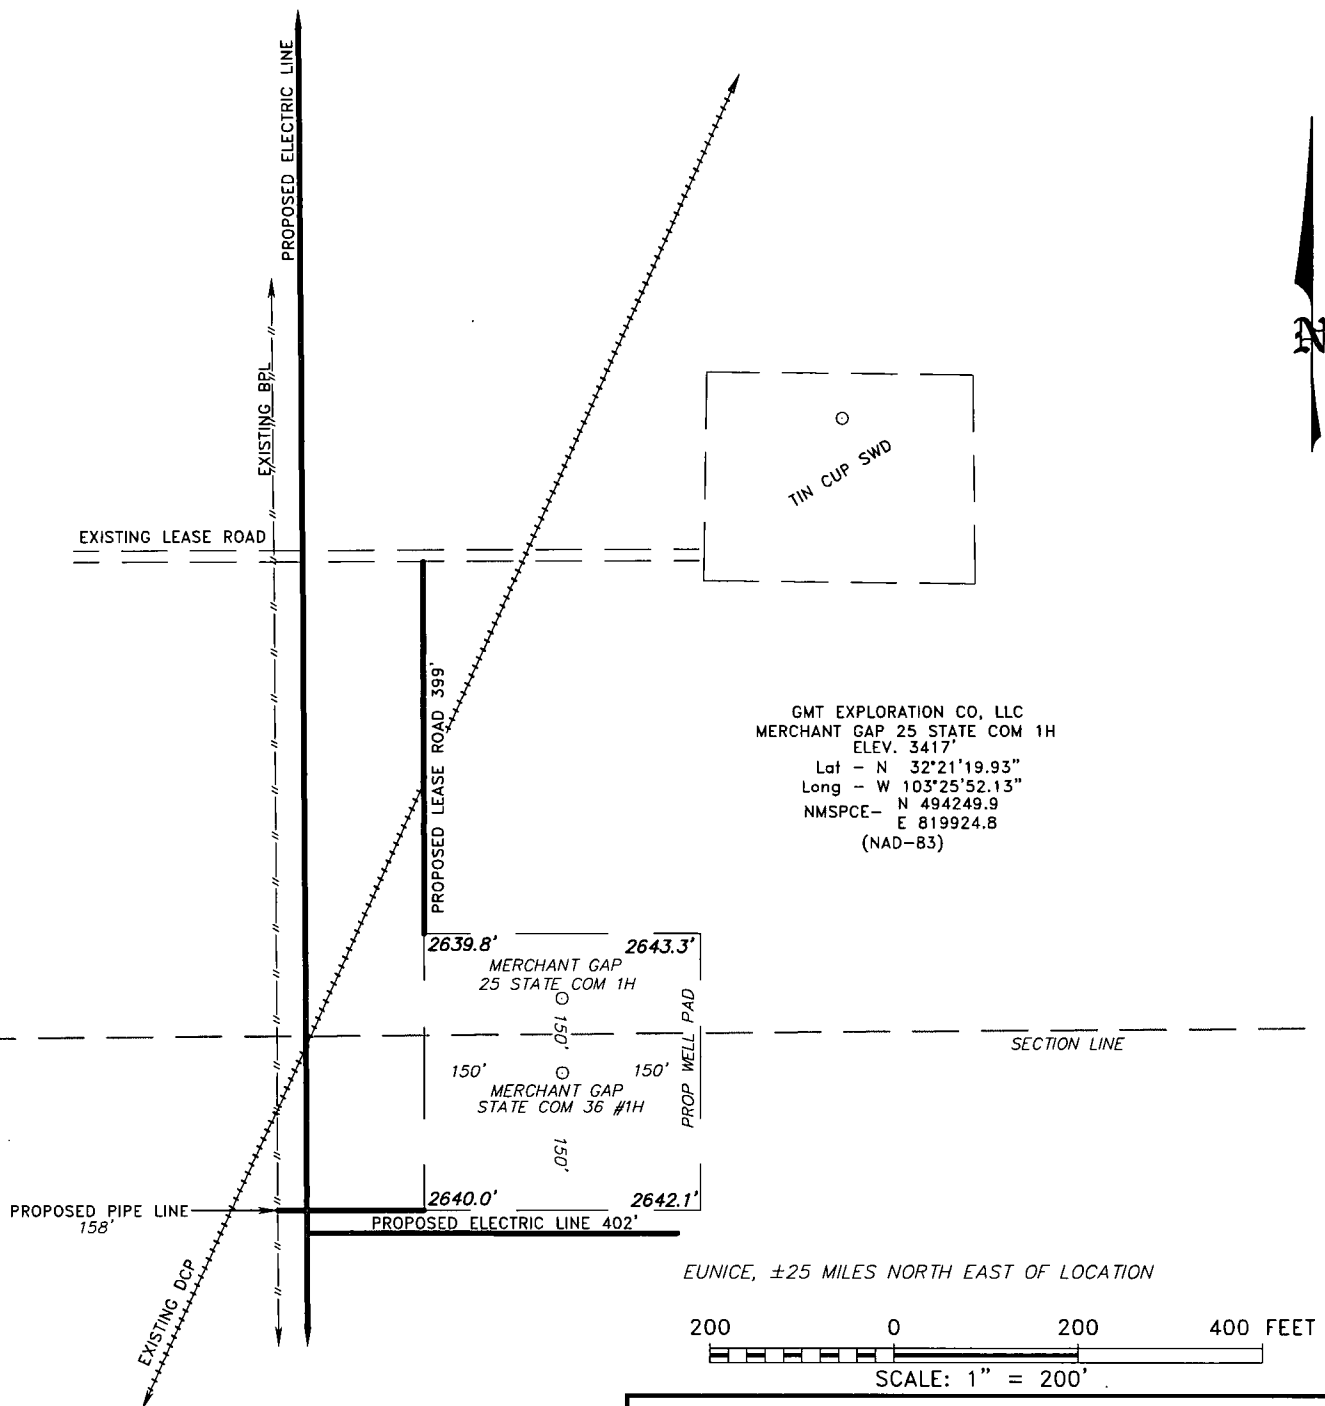 PROPOSED ELECTRIC LINE
EXISTING BPL
N
TIN CUP SWD
EXISTING LEASE ROAD
PROPOSED LEASE ROAD 399'
GMT EXPLORATION CO, LLC
MERCHANT GAP 25 STATE COM 1H
ELEV. 3417'
Lat - N 32°21'19.93"
Long - W 103°25'52.13"
NMSPCE- N 494249.9
E 819924.8
(NAD-83)
2639.8' 2643.3'
MERCHANT GAP
25 STATE COM 1H
150'
PROP WELL PAD
SECTION LINE
150' 150'
MERCHANT GAP
STATE COM 36 #1H
150'
2640.0' 2642.1'
PROPOSED PIPE LINE
158'
PROPOSED ELECTRIC LINE 402'
EXISTING DCP
EUNICE, ±25 MILES NORTH EAST OF LOCATION
200 0 200 400 FEET
SCALE: 1" = 200'